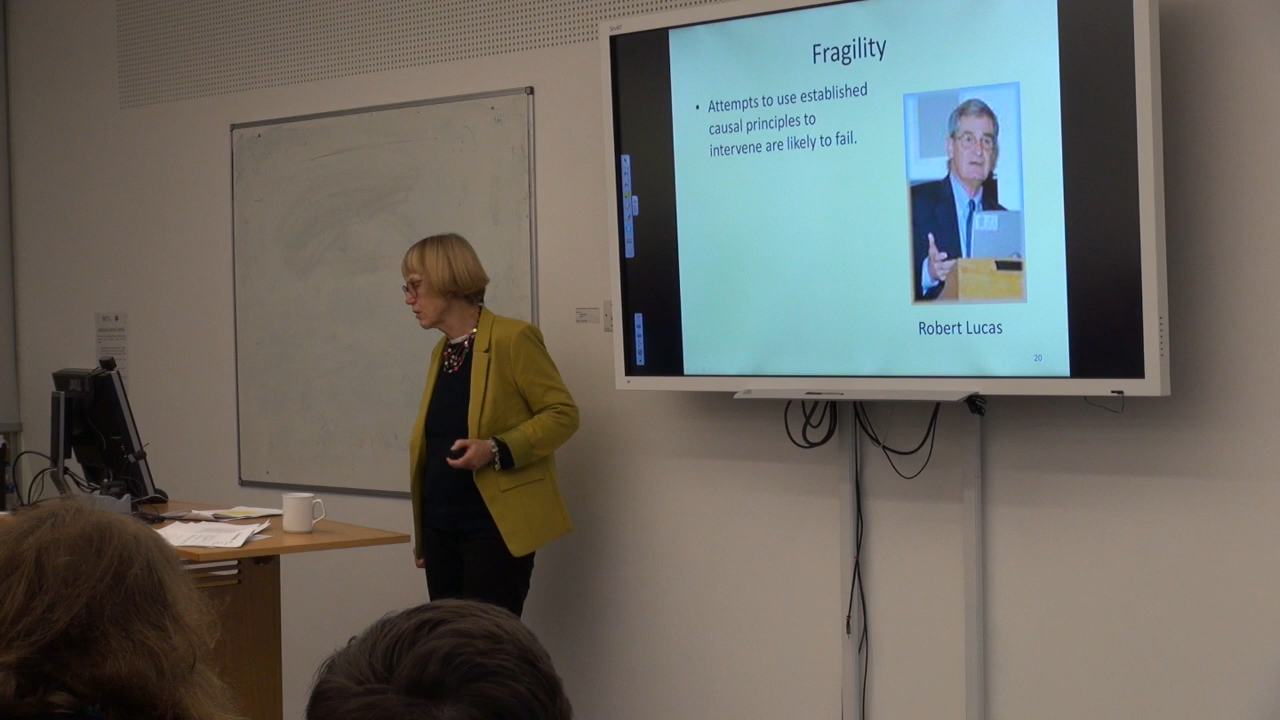 Fragility
• Attempts to use established
causal principles to
intervene are likely to fail.
Robert Lucas
20